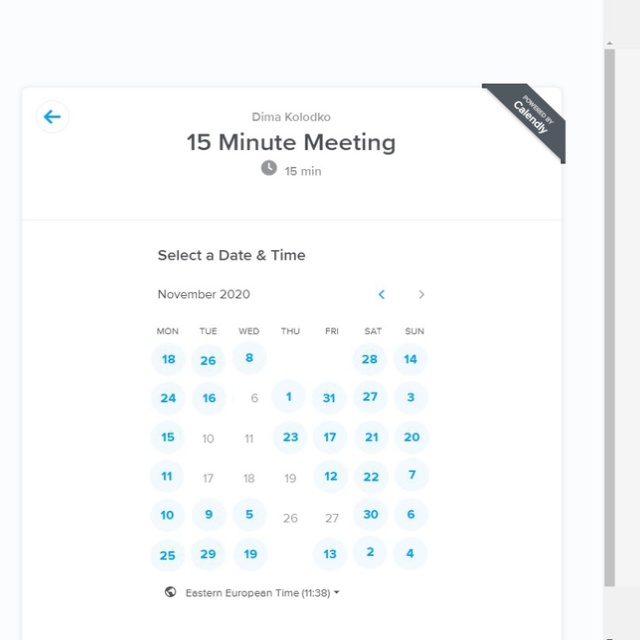 POWERED BY
Calendly
Dima Kolodko
15 Minute Meeting
15 min
Select a Date & Time
November 2020
MON TUE WED THU FRI SAT SUN
18 26 8 28 14
24 16 6 1 31 27 3
15 10 11 23 17 21 20
11 17 18 19 12 22 7
10 9 5 26 27 30 6
25 29 19 13 2 4
Eastern European Time (11:38)